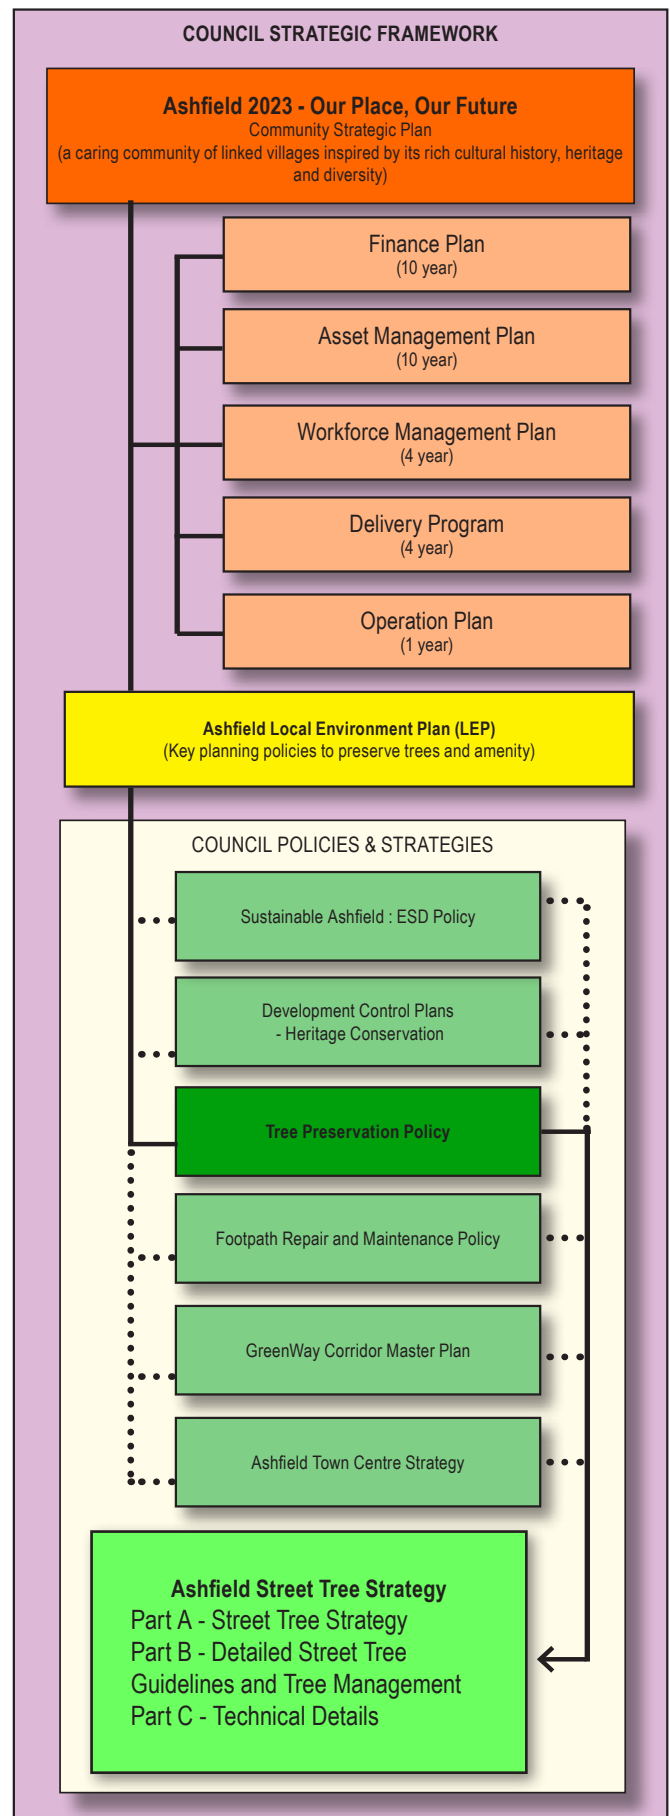 COUNCIL STRATEGIC FRAMEWORK
Ashfield 2023 - Our Place, Our Future
Community Strategic Plan
(a caring community of linked villages inspired by its rich cultural history, heritage
and diversity)
Finance Plan
(10 year)
Asset Management Plan
(10 year)
Workforce Management Plan
(4 year)
Delivery Program
(4 year)
Operation Plan
(1 year)
Ashfield Local Environment Plan (LEP)
(Key planning policies to preserve trees and amenity)
COUNCIL POLICIES & STRATEGIES
Sustainable Ashfield : ESD Policy
Development Control Plans
- Heritage Conservation
Tree Preservation Policy
Footpath Repair and Maintenance Policy
GreenWay Corridor Master Plan
Ashfield Town Centre Strategy
Ashfield Street Tree Strategy
Part A - Street Tree Strategy
Part B - Detailed Street Tree
Guidelines and Tree Management
Part C - Technical Details